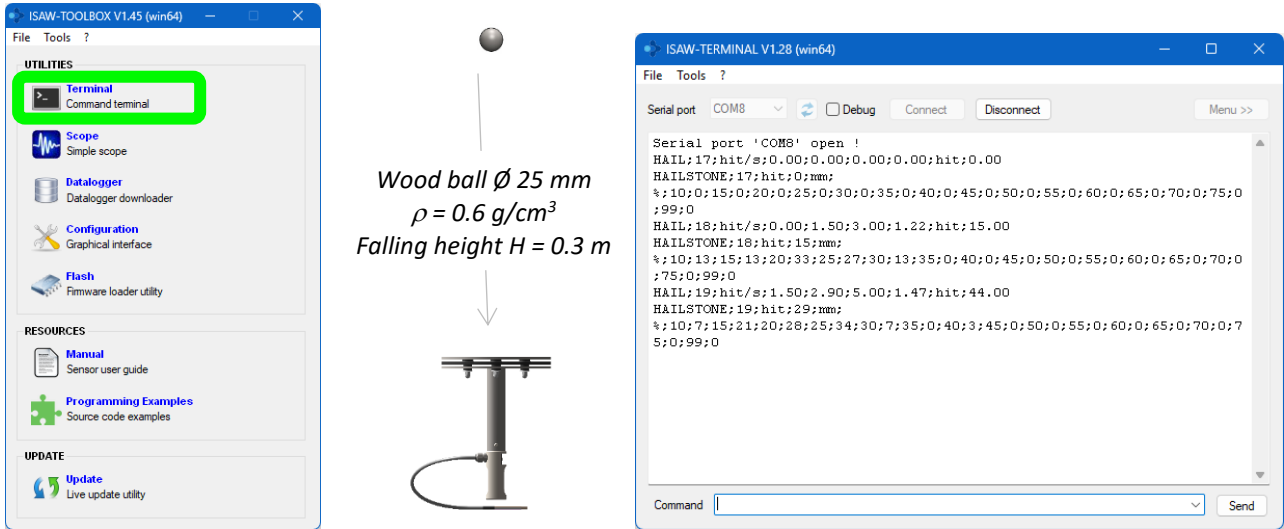 ISAW-TOOLBOX V1.45 (win64)
File Tools ?
UTILITIES
Terminal
Command terminal
Scope
Simple scope
Datalogger
Datalogger downloader
Configuration
Graphical interface
Flash
Firmware loader utility
RESOURCES
Manual
Sensor user guide
Programming Examples
Source code examples
UPDATE
Update
Live update utility
Wood ball Ø 25 mm
ρ = 0.6 g/cm³
Falling height H = 0.3 m
ISAW-TERMINAL V1.28 (win64)
File Tools ?
Serial port COM8 Debug Connect Disconnect Menu >>
Serial port 'COM8' open !
HAIL;17;hit/s;0.00;0.00;0.00;0.00;hit;0.00
HAILSTONE;17;hit;0;mm;
%;10;0;15;0;20;0;25;0;30;0;35;0;40;0;45;0;50;0;55;0;60;0;65;0;70;0;75;0
;99;0
HAIL;18;hit/s;0.00;1.50;3.00;1.22;hit;15.00
HAILSTONE;18;hit;15;mm;
%;10;13;15;13;20;33;25;27;30;13;35;0;40;0;45;0;50;0;55;0;60;0;65;0;70;0
;75;0;99;0
HAIL;19;hit/s;1.50;2.90;5.00;1.47;hit;44.00
HAILSTONE;19;hit;29;mm;
%;10;7;15;21;20;28;25;34;30;7;35;0;40;3;45;0;50;0;55;0;60;0;65;0;70;0;7
5;0;99;0
Command Send